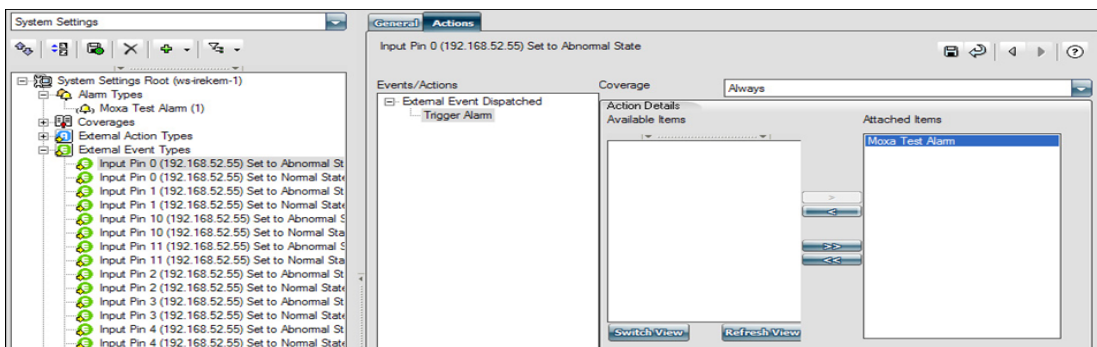 System Settings
System Settings Root (ws-irekem-1)
Alarm Types
Moxa Test Alarm (1)
Coverages
External Action Types
External Event Types
Input Pin 0 (192.168.52.55) Set to Abnormal St
Input Pin 0 (192.168.52.55) Set to Normal State
Input Pin 1 (192.168.52.55) Set to Abnormal St
Input Pin 1 (192.168.52.55) Set to Normal State
Input Pin 10 (192.168.52.55) Set to Abnormal S
Input Pin 10 (192.168.52.55) Set to Normal Sta
Input Pin 11 (192.168.52.55) Set to Abnormal S
Input Pin 11 (192.168.52.55) Set to Normal Sta
Input Pin 2 (192.168.52.55) Set to Abnormal St
Input Pin 2 (192.168.52.55) Set to Normal State
Input Pin 3 (192.168.52.55) Set to Abnormal St
Input Pin 3 (192.168.52.55) Set to Normal State
Input Pin 4 (192.168.52.55) Set to Abnormal St
Input Pin 4 (192.168.52.55) Set to Normal State
General Actions
Input Pin 0 (192.168.52.55) Set to Abnormal State
Events/Actions
External Event Dispatched
Trigger Alarm
Coverage
Always
Action Details
Available Items
Attached Items
Moxa Test Alarm
>
<
>>
<<
Switch View
Refresh View